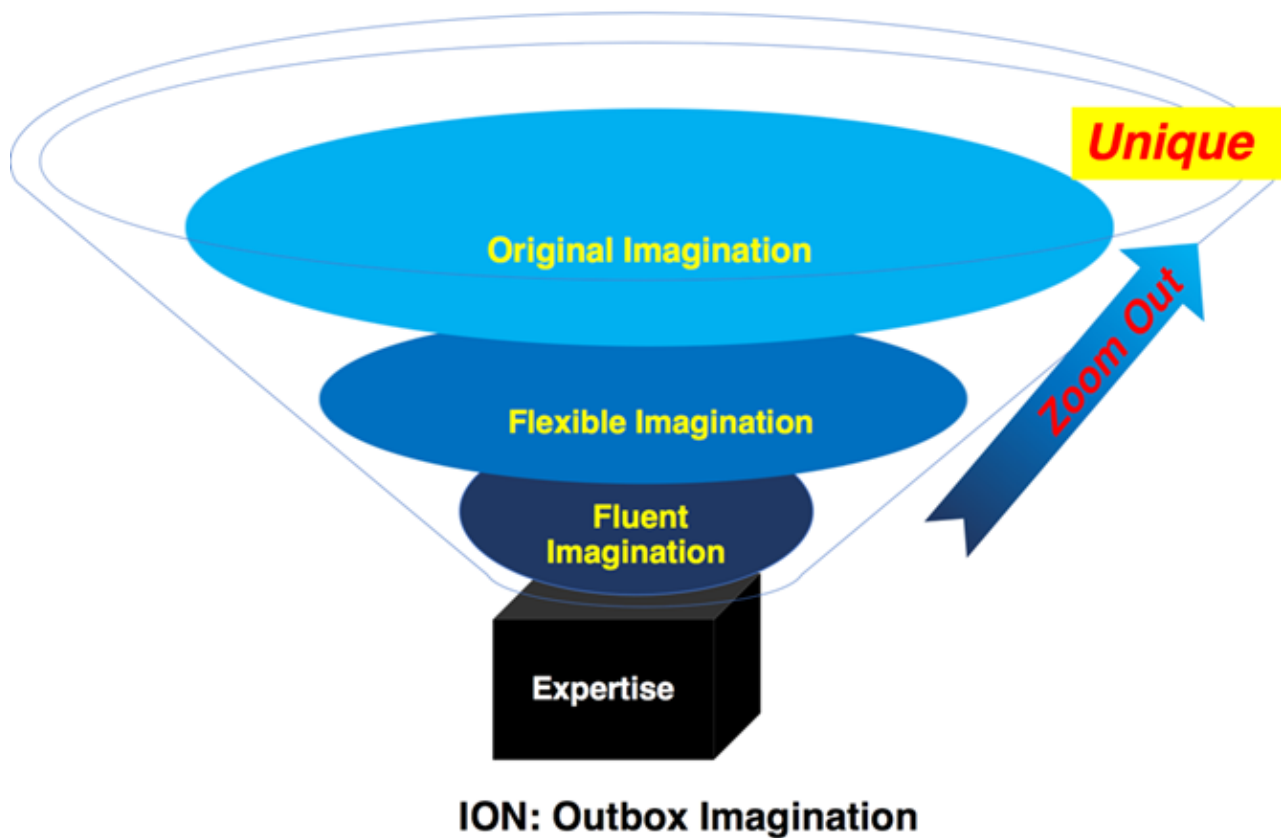 Unique
Original Imagination
Zoom Out
Flexible Imagination
Fluent
Imagination
Expertise
ION: Outbox Imagination